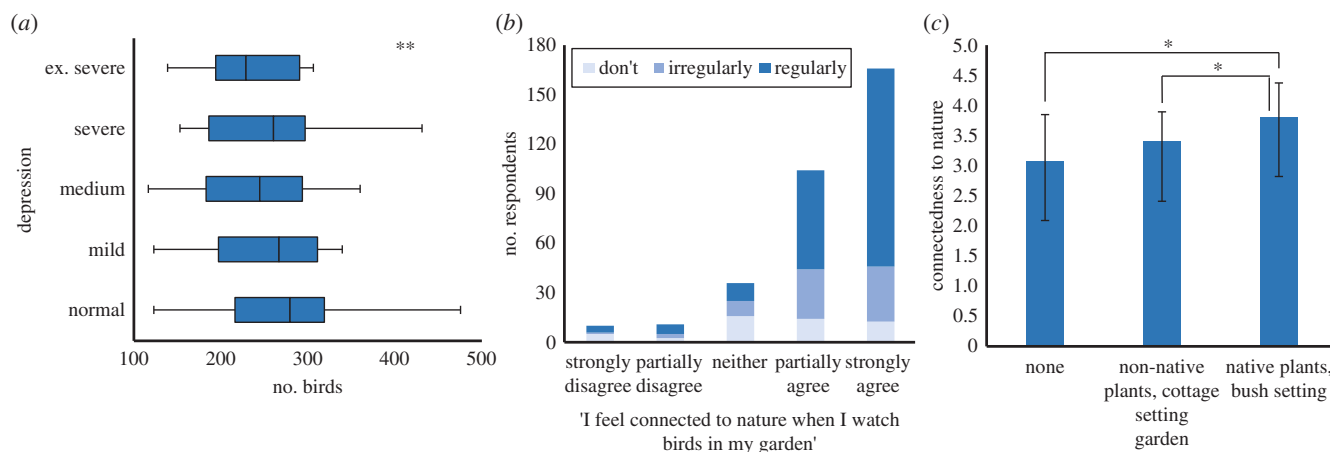 (a)
**
ex. severe
severe
medium
mild
normal
depression
100 200 300 400 500
no. birds
(b)
180
150
120
90
60
30
0
no. respondents
don't irregularly regularly
strongly disagree
partially disagree
neither
partially agree
strongly agree
'I feel connected to nature when I watch
birds in my garden'
(c)
5.0
4.5
4.0
3.5
3.0
2.5
2.0
1.5
1.0
0.5
0
connectedness to nature
*
*
none
non-native
plants, cottage
setting
native plants,
bush setting
garden